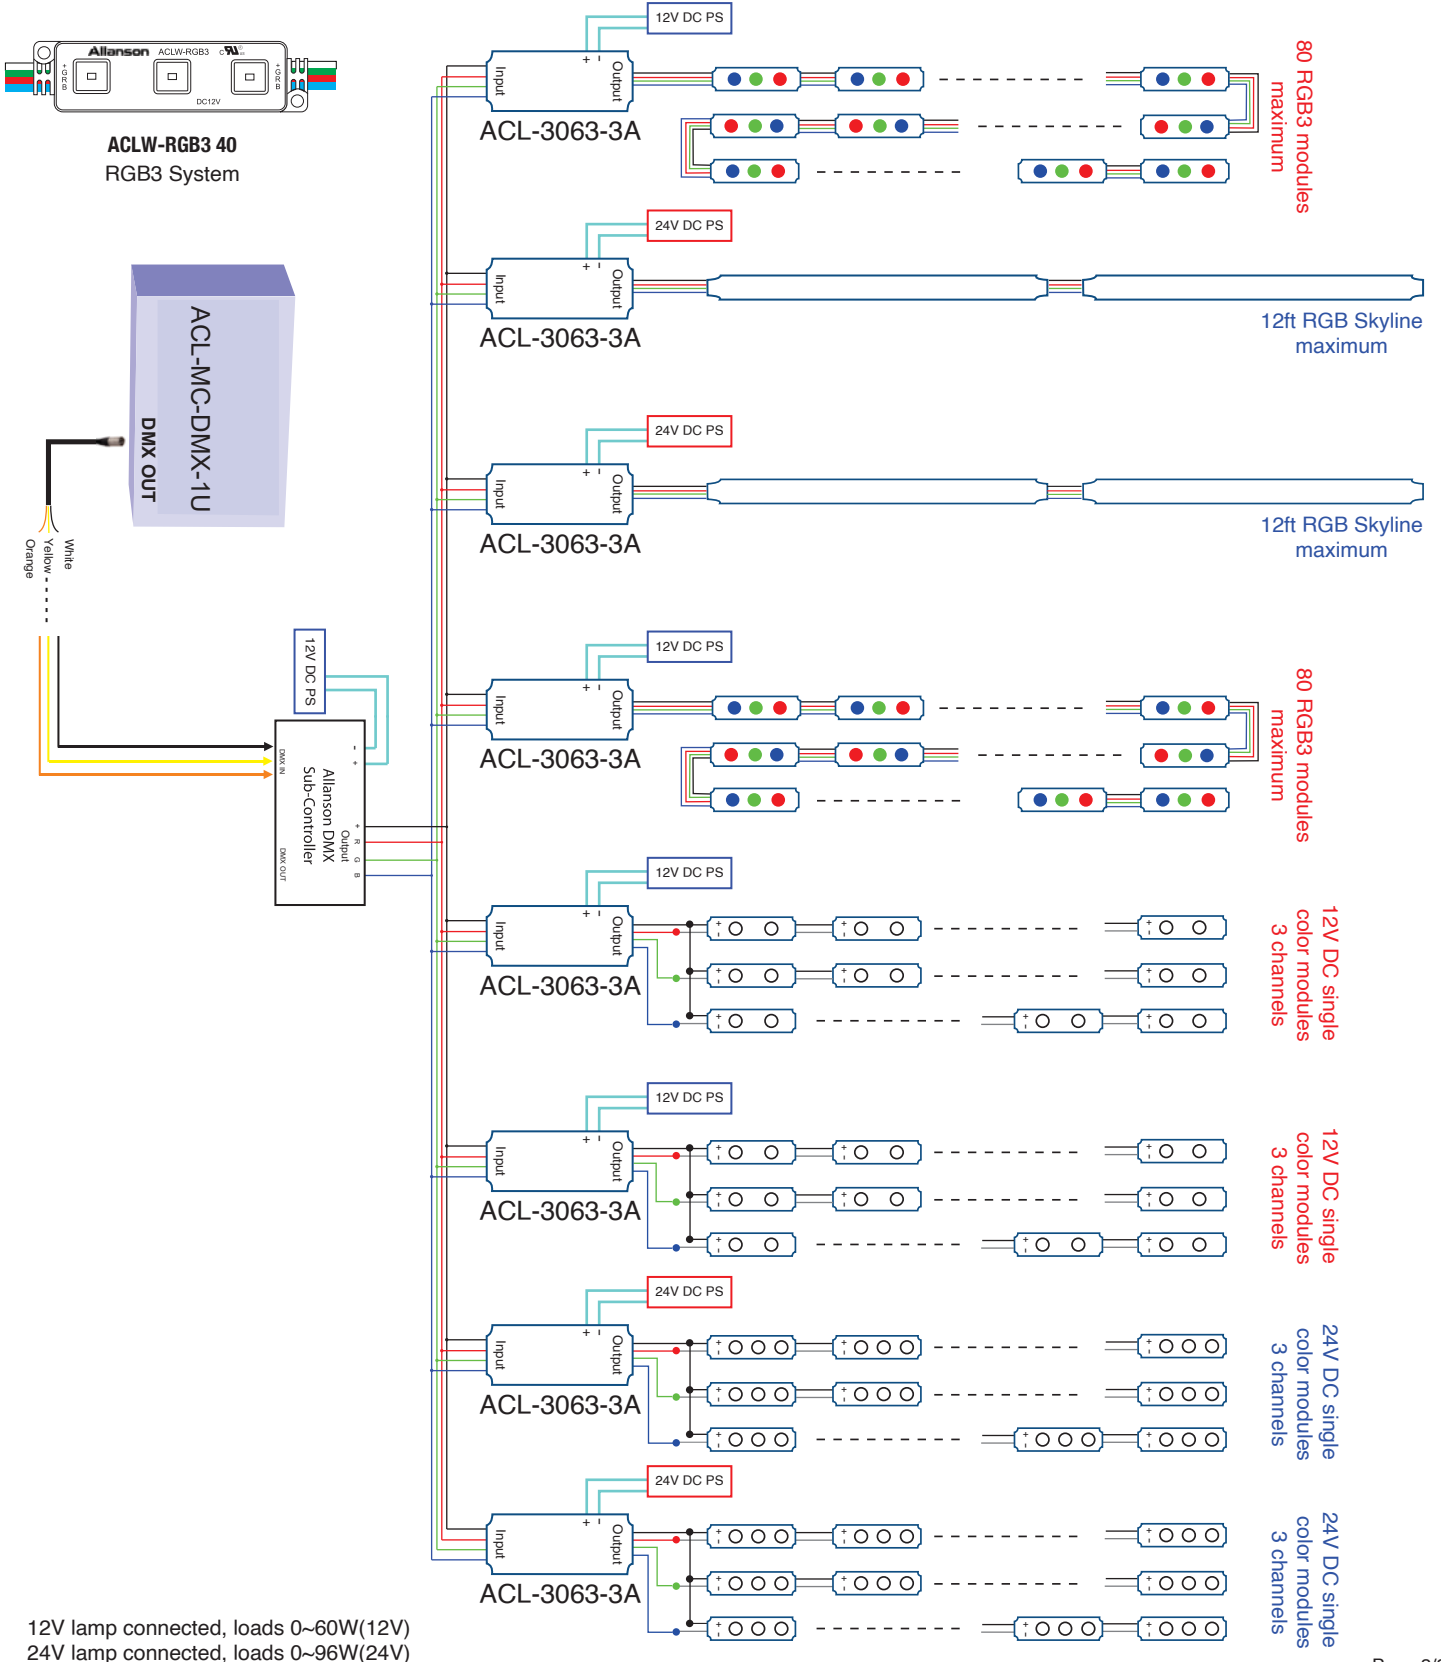 Allanson ACLW-RGB3
+
G
R
B
+
G
R
B
DC12V
ACLW-RGB3 40
RGB3 System
ACL-MC-DMX-1U
DMX OUT
White
Yellow
Orange
12V DC PS
- +
DMX IN
Allanson DMX
Sub-Controller
Output
+ R G B
DMX OUT
12V DC PS
+ -
Input
Output
ACL-3063-3A
80 RGB3 modules
maximum
24V DC PS
+ -
Input
Output
ACL-3063-3A
12ft RGB Skyline
maximum
24V DC PS
+ -
Input
Output
ACL-3063-3A
12ft RGB Skyline
maximum
12V DC PS
+ -
Input
Output
ACL-3063-3A
80 RGB3 modules
maximum
12V DC PS
+ -
Input
Output
ACL-3063-3A
12V DC single
color modules
3 channels
12V DC PS
+ -
Input
Output
ACL-3063-3A
12V DC single
color modules
3 channels
24V DC PS
+ -
Input
Output
ACL-3063-3A
24V DC single
color modules
3 channels
24V DC PS
+ -
Input
Output
ACL-3063-3A
24V DC single
color modules
3 channels
12V lamp connected, loads 0~60W(12V)
24V lamp connected, loads 0~96W(24V)